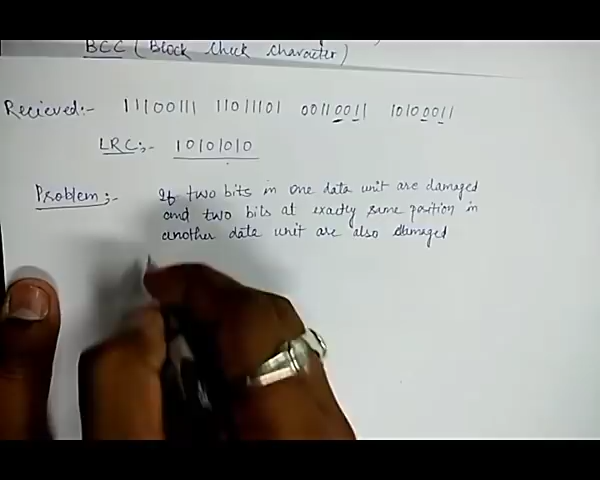 BCC (Block Check Character)
Recieved:- 11100111 11011101 00110011 10100011
LRC:- 10101010
Problem:- If two bits in one data unit are damaged
and two bits at exactly same position in
another data unit are also damaged